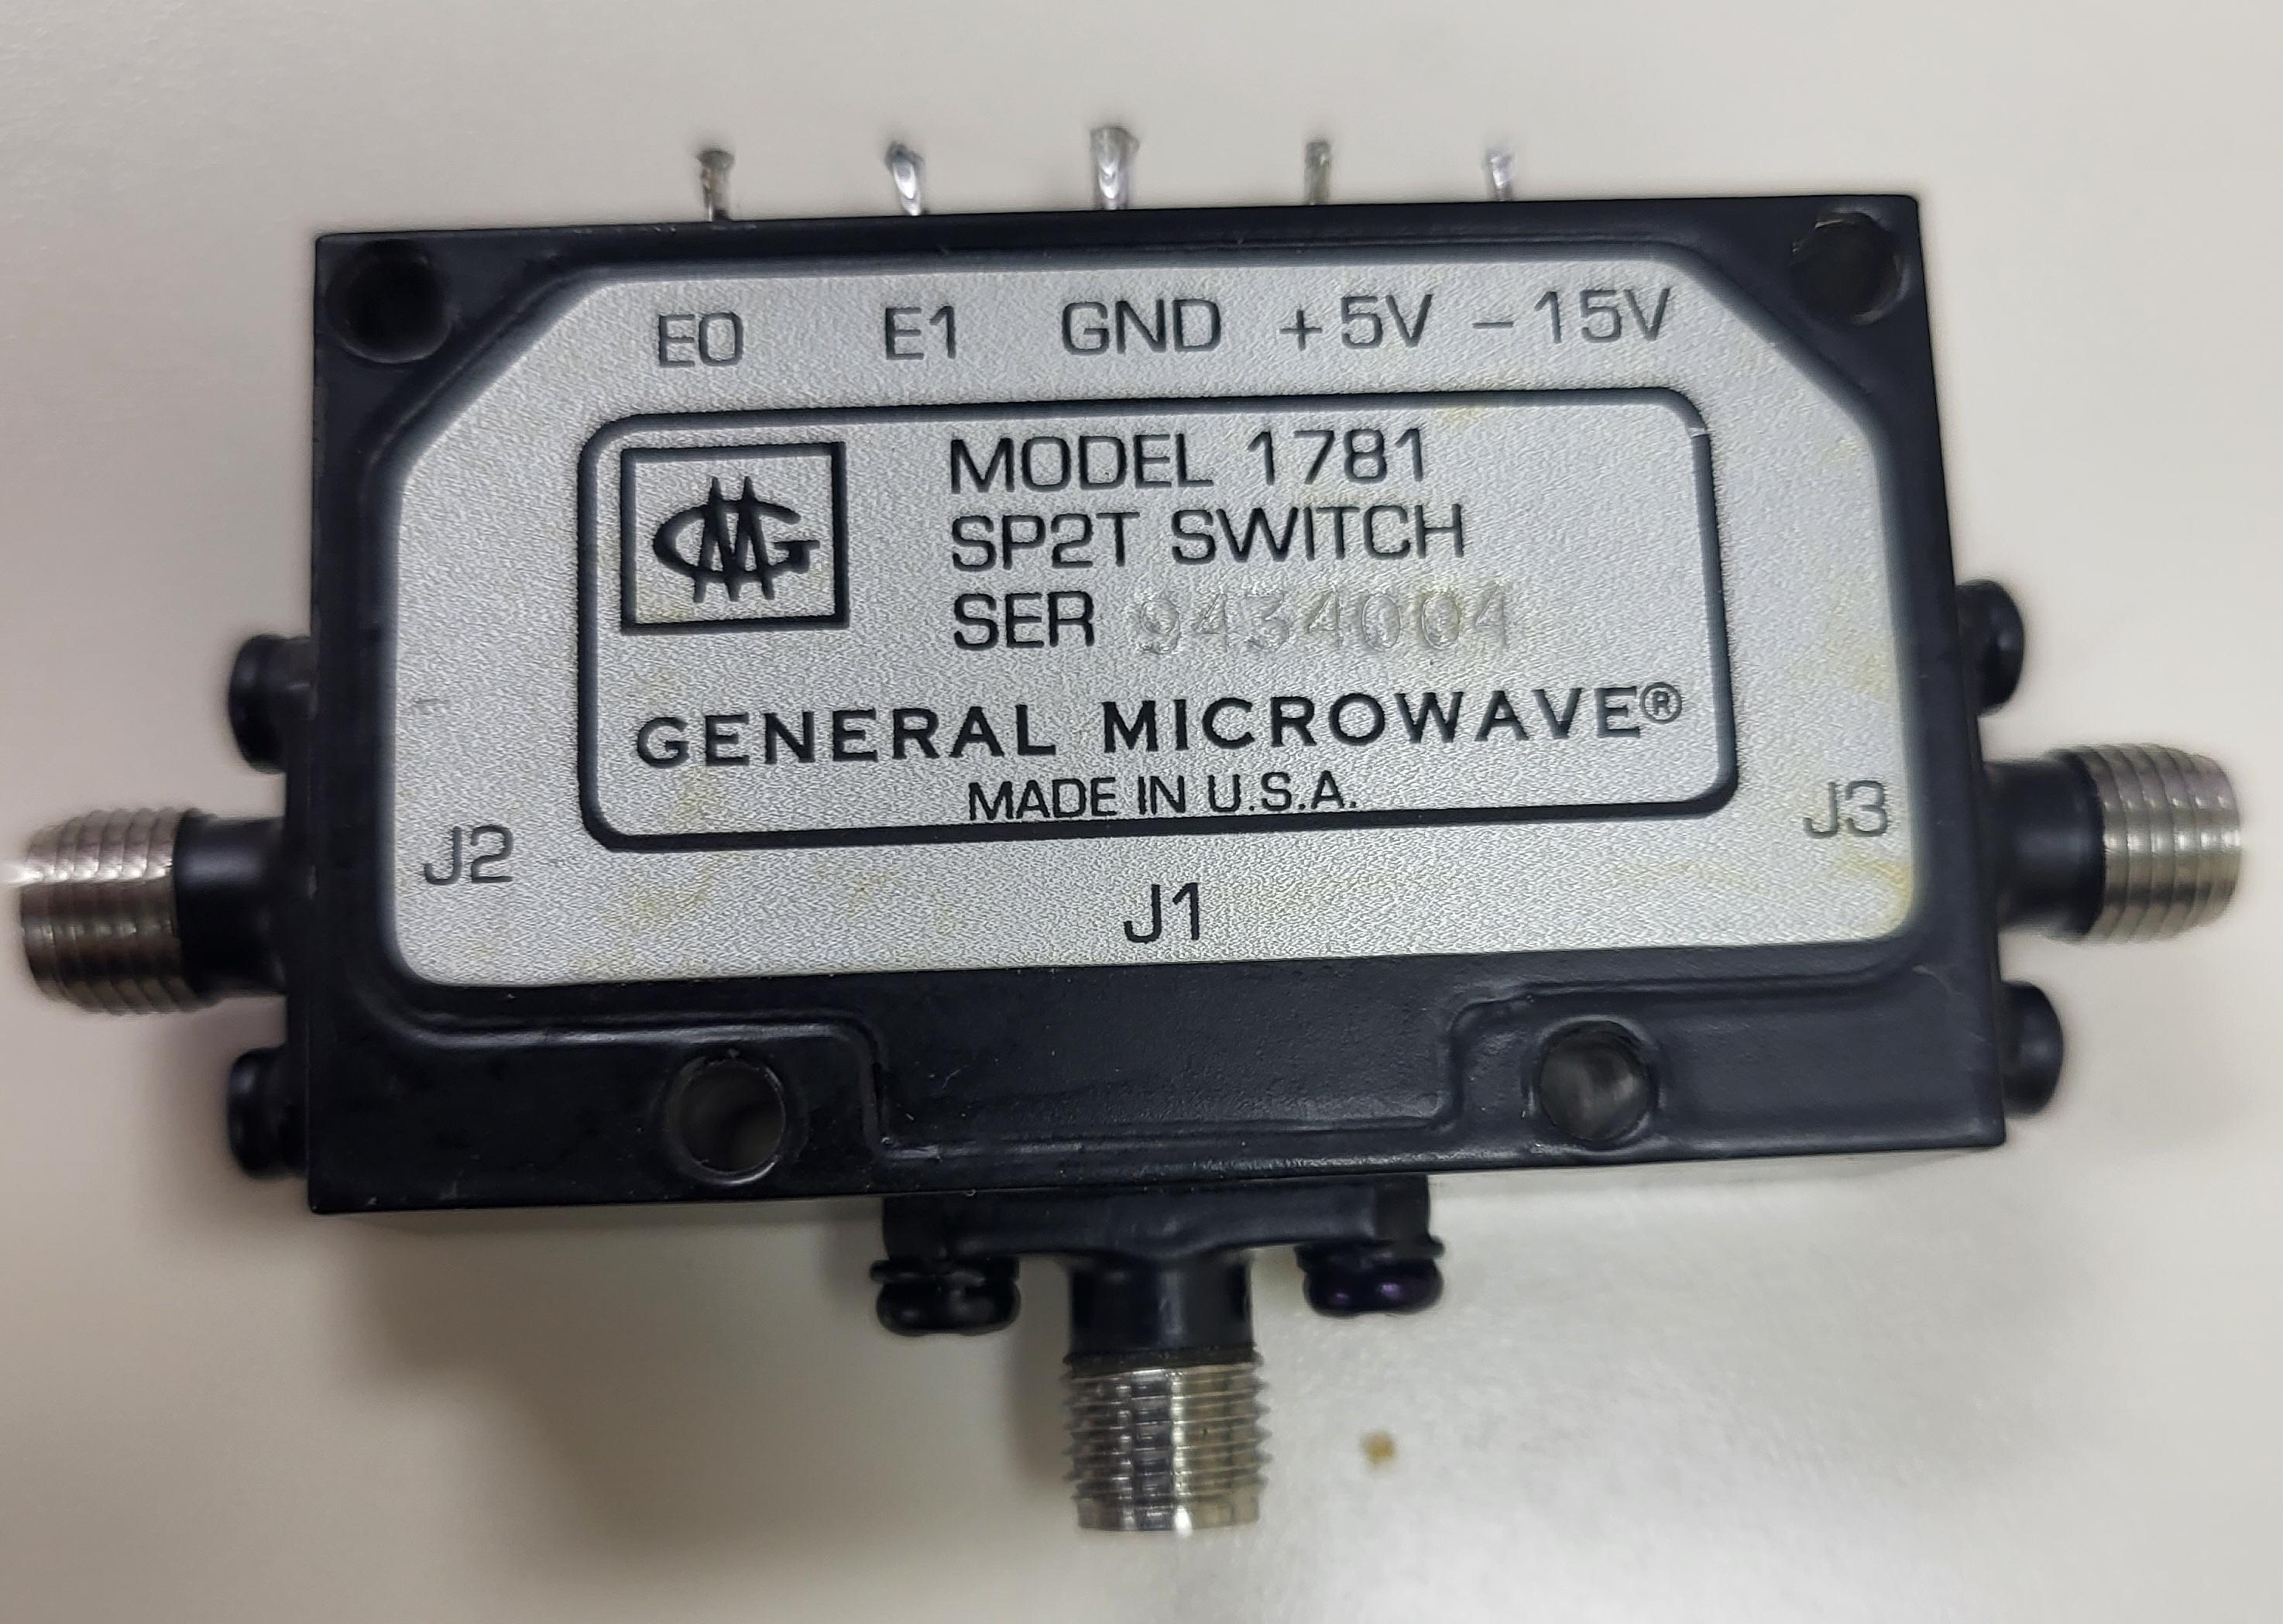 E0 E1 GND +5V -15V
MODEL 1781
SP2T SWITCH
SER 9434004
GENERAL MICROWAVE®
MADE IN U.S.A.
J2 J1 J3